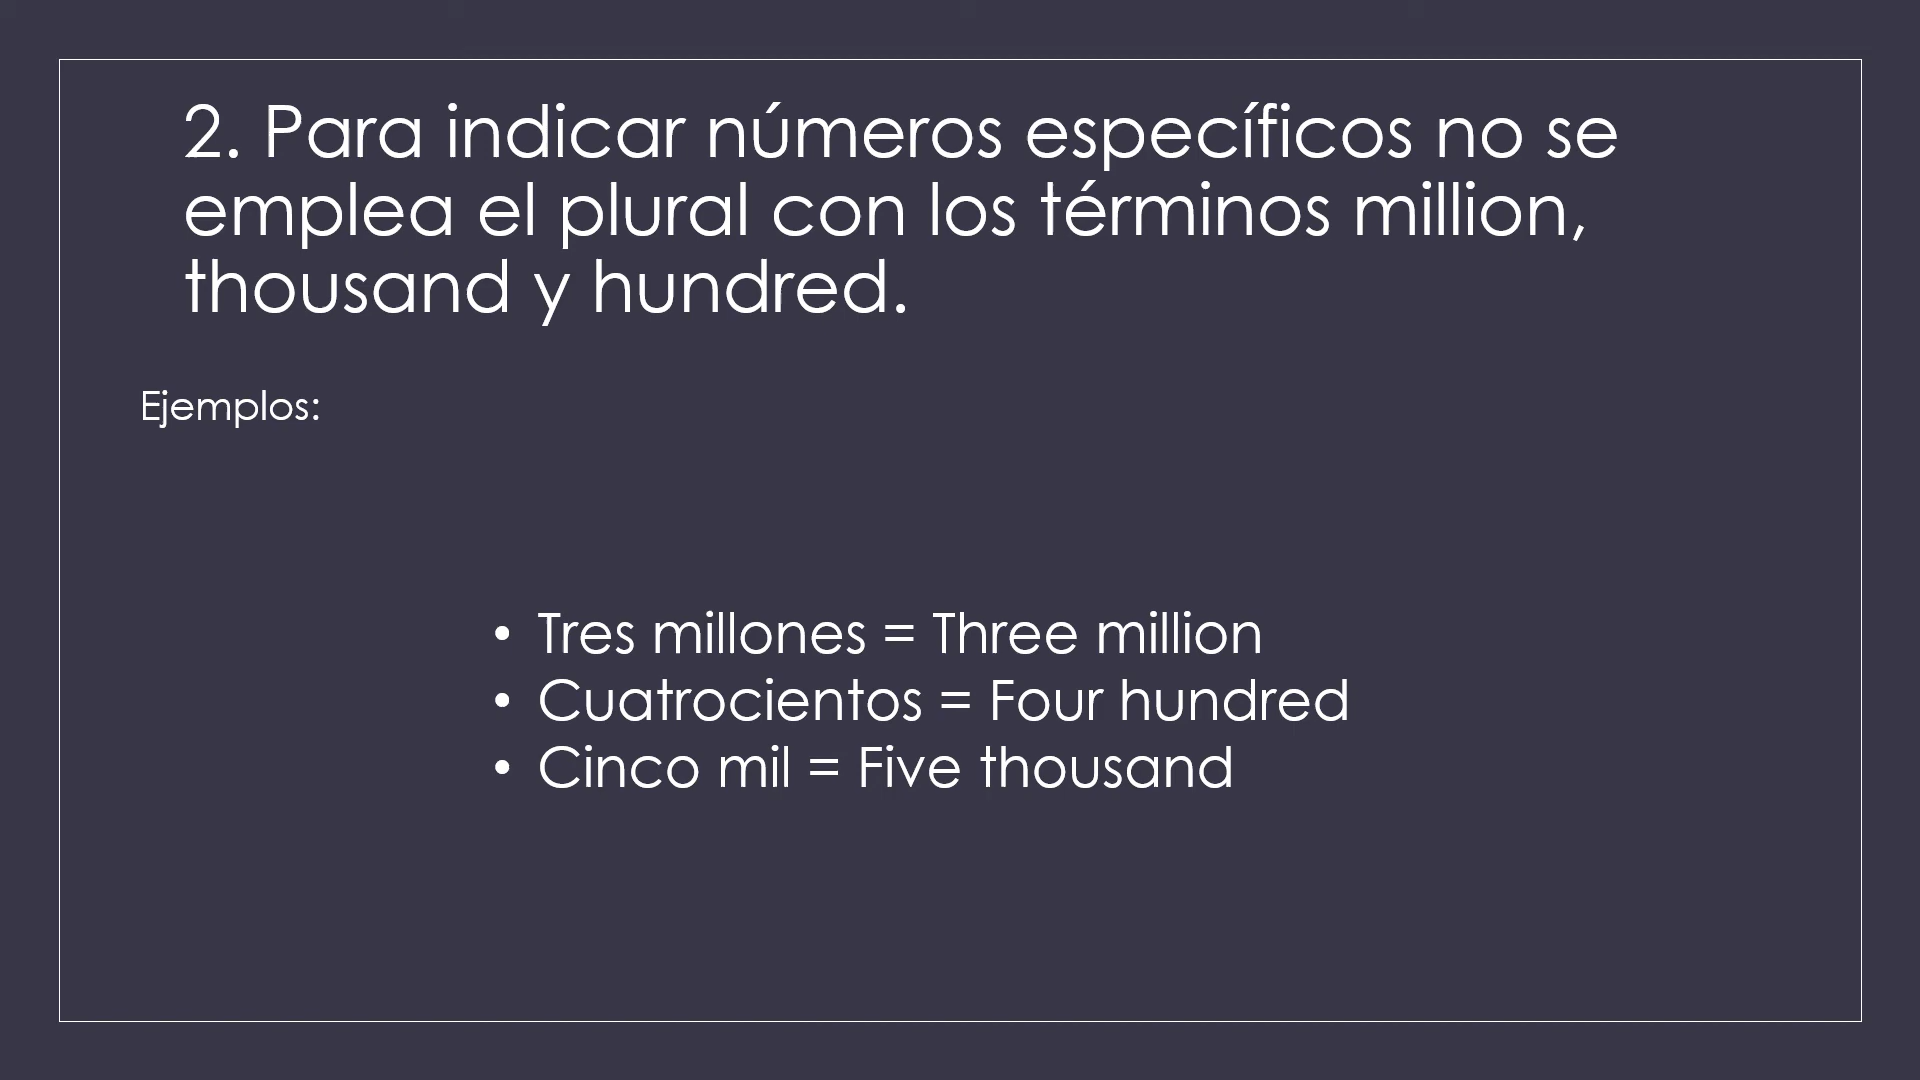 2. Para indicar números específicos no se
emplea el plural con los términos million,
thousand y hundred.
Ejemplos:
• Tres millones = Three million
• Cuatrocientos = Four hundred
• Cinco mil = Five thousand